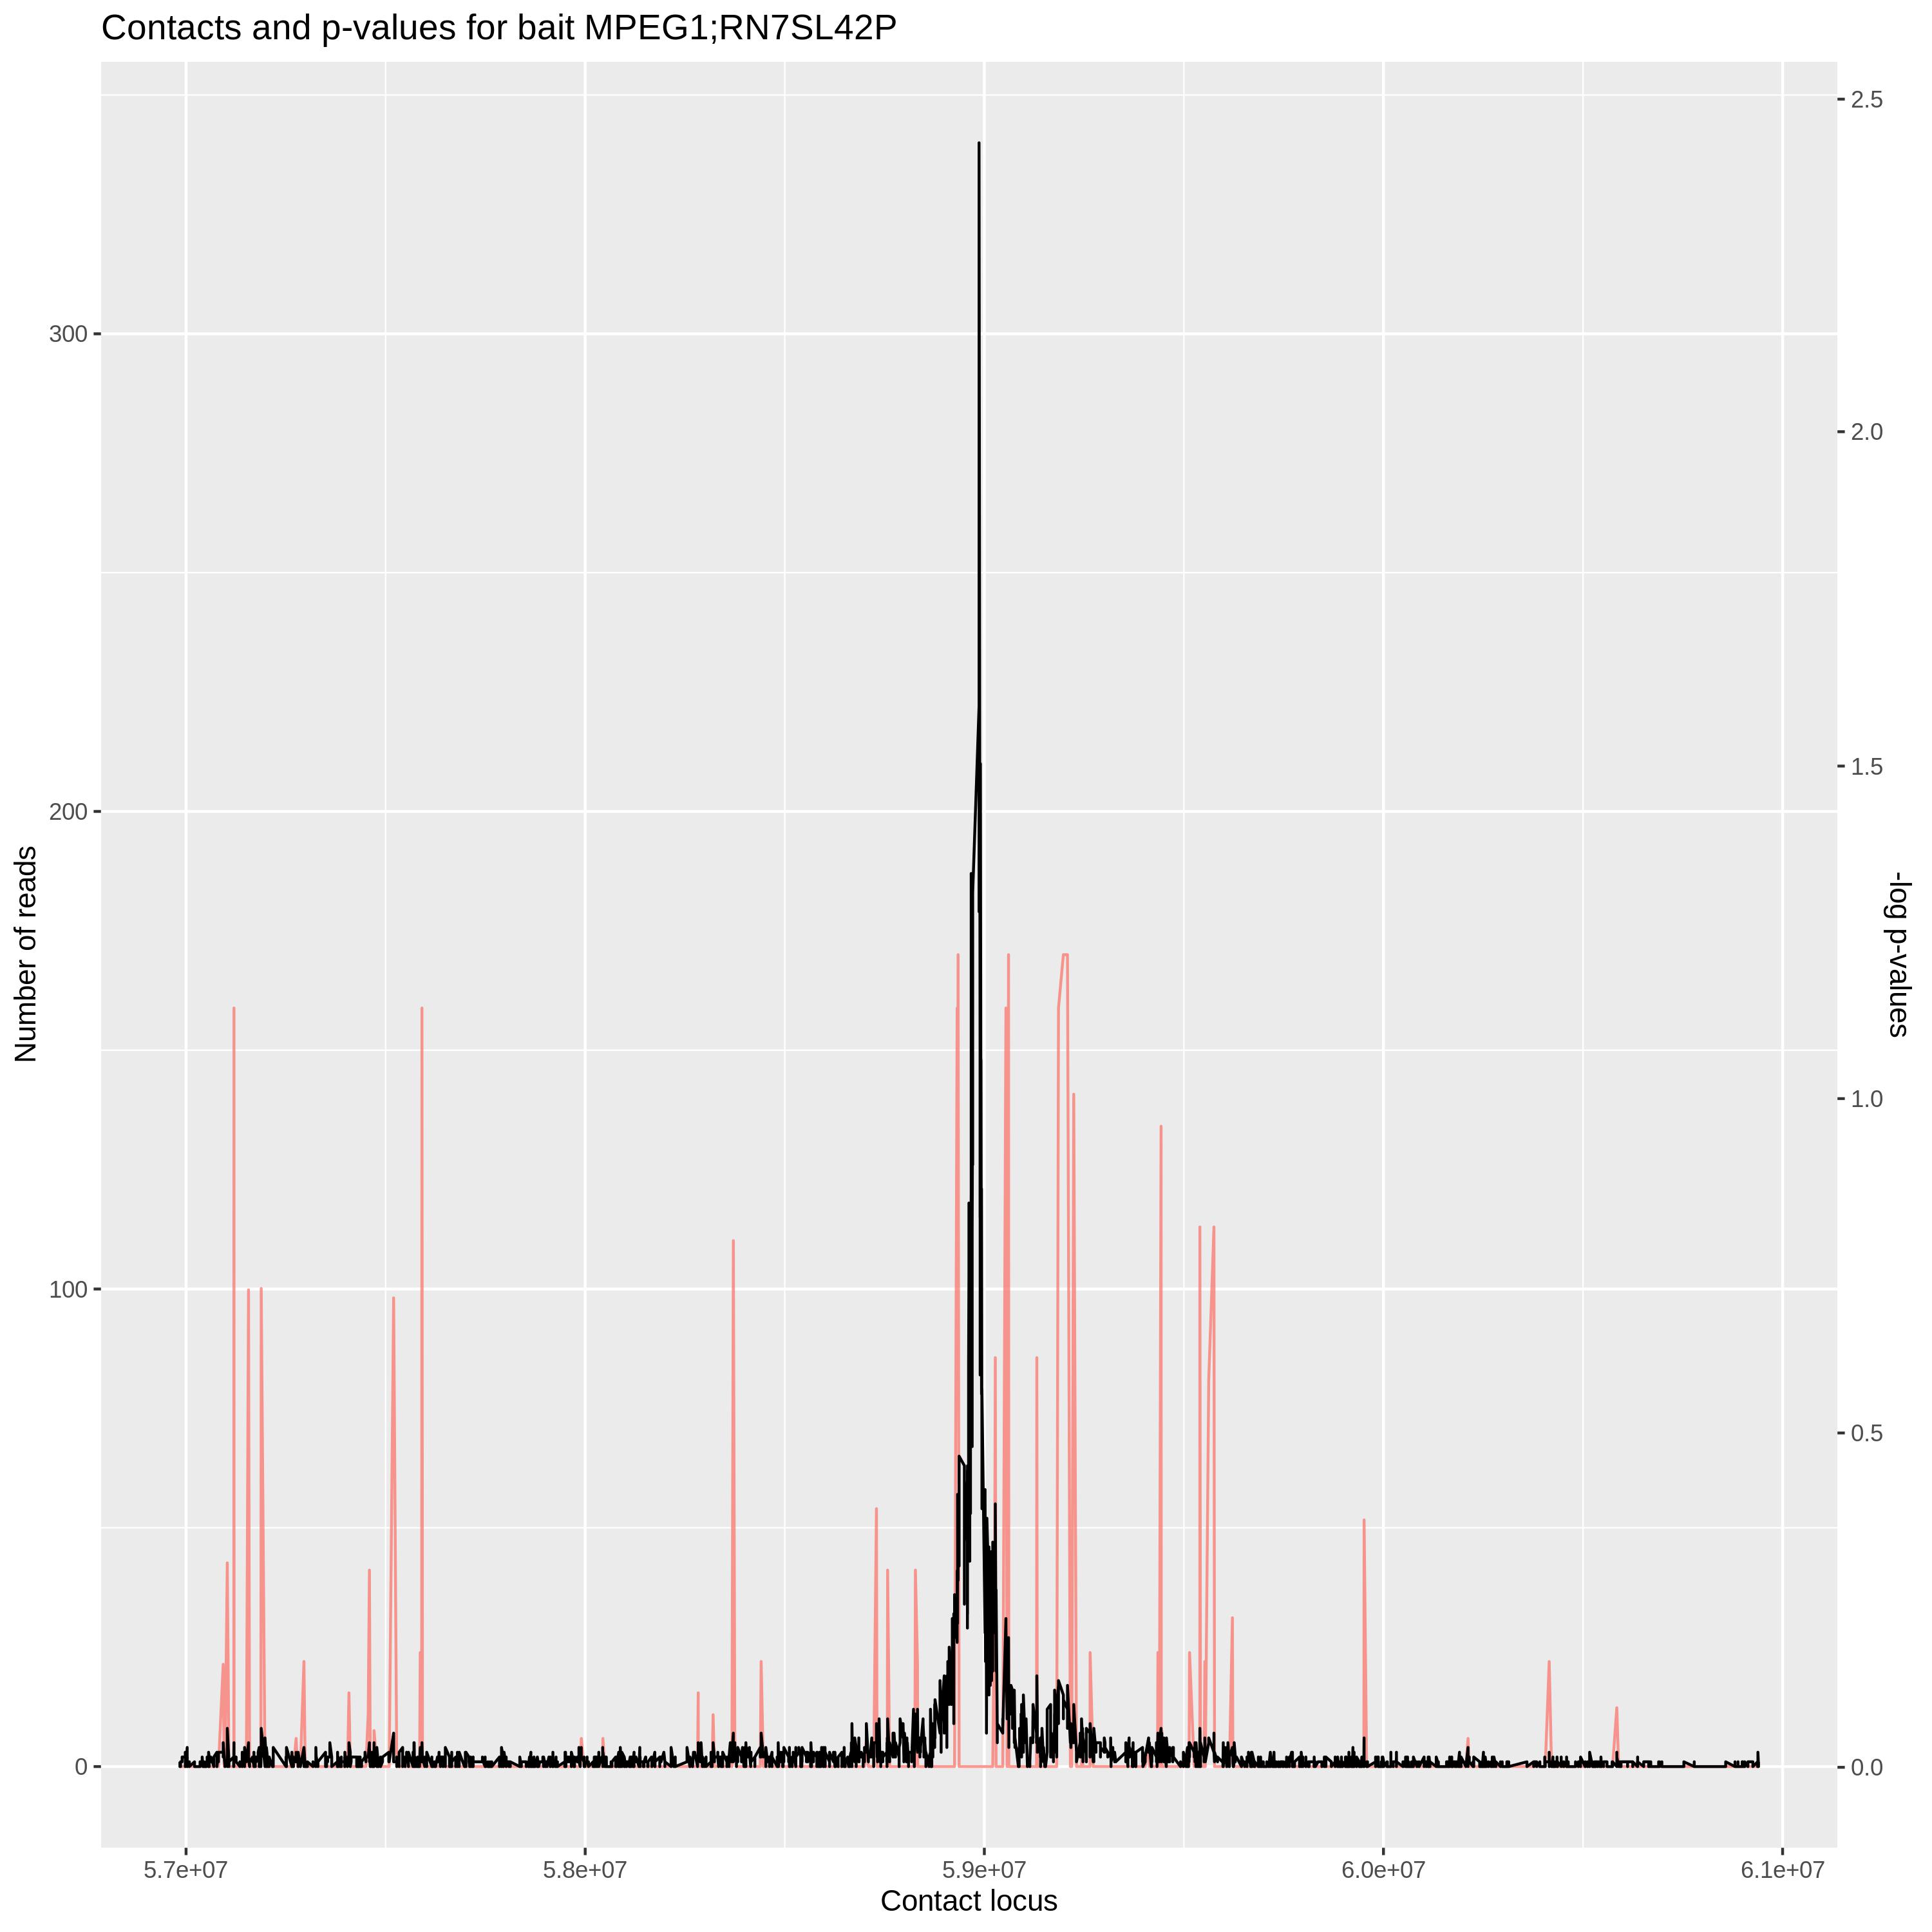 Contacts and p-values for bait MPEG1;RN7SL42P
Number of reads
300
200
100
0
2.5
2.0
1.5
1.0
0.5
0.0
-log p-values
5.7e+07
5.8e+07
5.9e+07
6.0e+07
6.1e+07
Contact locus